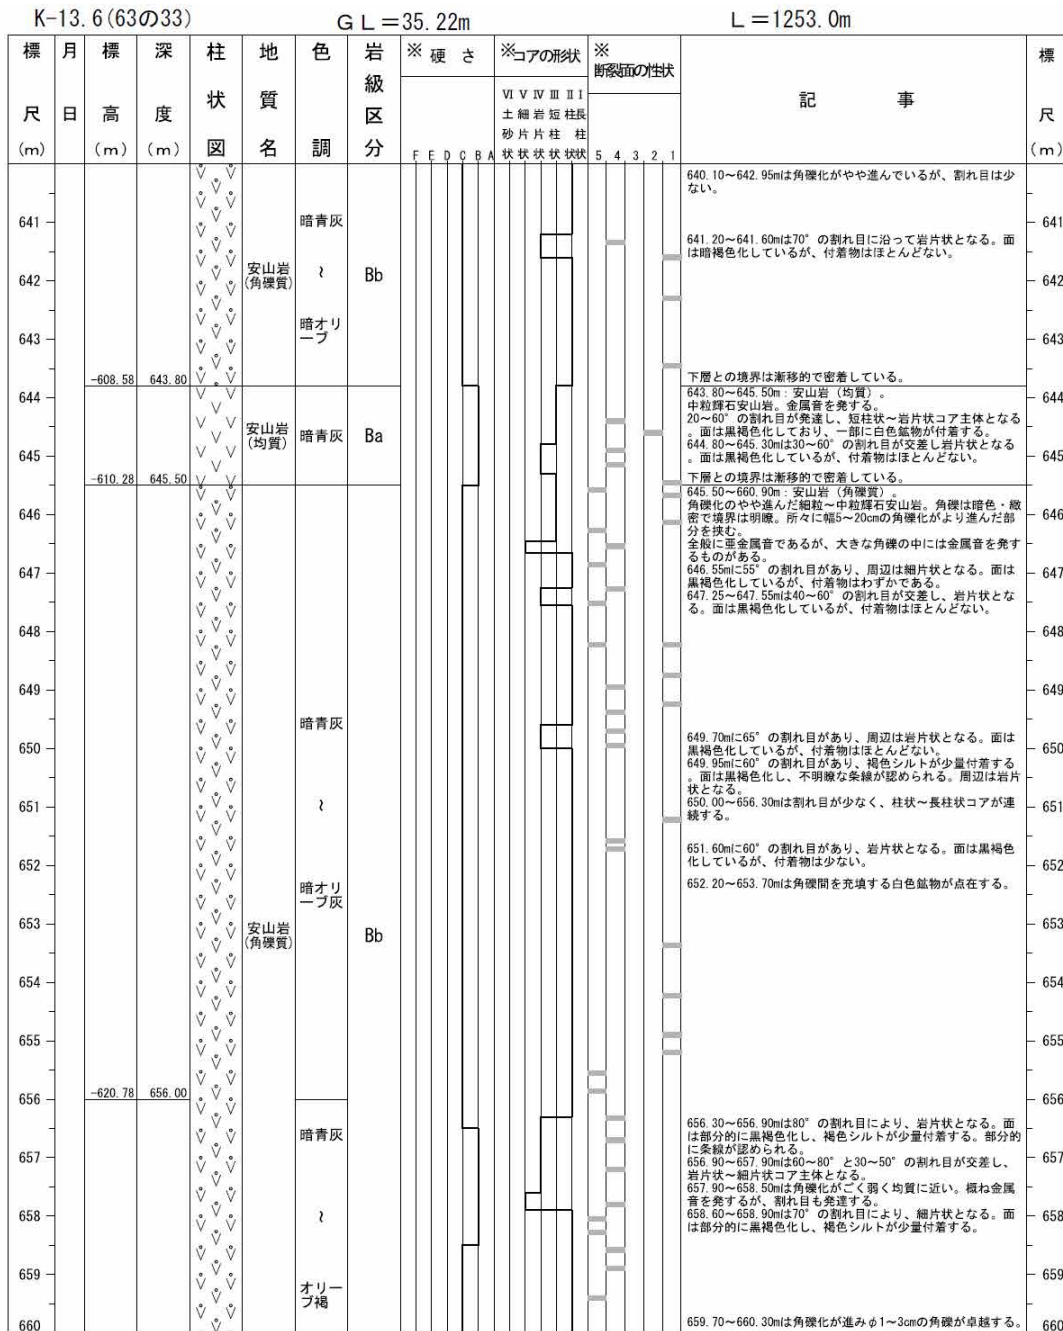 K-13.6(63の33)
GL=35.22m
L=1253.0m
標尺(m)
月日
標高(m)
深度(m)
柱状図
地質名
色調
岩級区分
※硬さ
※コアの形状
※断裂面の性状
記事
標尺(m)
Ⅵ土砂状
Ⅴ細片状
Ⅳ岩片状
Ⅲ短柱状
Ⅱ柱状
Ⅰ長柱状
F E D C B A
5 4 3 2 1
641
642
643
644
645
646
647
648
649
650
651
652
653
654
655
656
657
658
659
660
-608.58 643.80
-610.28 645.50
-620.78 656.00
安山岩
(角礫質)
暗青灰
~
暗オリ
ーブ
Bb
安山岩
(均質)
暗青灰
Ba
安山岩
(角礫質)
暗青灰
~
暗オリ
ーブ灰
Bb
暗青灰
~
オリー
ブ褐
640.10~642.95mは角礫化がやや進んでいるが、割れ目は少
ない。
641.20~641.60mは70°の割れ目に沿って岩片状となる。面
は暗褐色化しているが、付着物はほとんどない。
下層との境界は漸移的で密着している。
643.80~645.50m:安山岩(均質)。
中粒輝石安山岩。金属音を発する。
20~60°の割れ目が発達し、短柱状~岩片状コア主体となる
。面は黒褐色化しており、一部に白色鉱物が付着する。
644.80~645.30mは30~60°の割れ目が交差し岩片状となる
。面は黒褐色化しているが、付着物はほとんどない。
下層との境界は漸移的で密着している。
645.50~660.90m:安山岩(角礫質)。
角礫化のやや進んだ細粒~中粒輝石安山岩。角礫は暗色・緻
密で境界は明瞭。所々に幅5~20cmの角礫化がより進んだ部
分を挟む。
全般に亜金属音であるが、大きな角礫の中には金属音を発す
るものがある。
646.55mに55°の割れ目があり、周辺は細片状となる。面は
黒褐色化しているが、付着物はわずかである。
647.25~647.55mは40~60°の割れ目が交差し、岩片状とな
る。面は黒褐色化しているが、付着物はほとんどない。
649.70mに65°の割れ目があり、周辺は岩片状となる。面は
黒褐色化しているが、付着物はほとんどない。
649.95mに60°の割れ目があり、褐色シルトが少量付着する
。面は黒褐色化し、不明瞭な条線が認められる。周辺は岩片
状となる。
650.00~656.30mは割れ目が少なく、柱状~長柱状コアが連
続する。
651.60mに60°の割れ目があり、岩片状となる。面は黒褐色
化しているが、付着物は少ない。
652.20~653.70mは角礫間を充填する白色鉱物が点在する。
656.30~656.90mは80°の割れ目により、岩片状となる。面
は部分的に黒褐色化し、褐色シルトが少量付着する。部分的
に条線が認められる。
656.90~657.90mは60~80°と30~50°の割れ目が交差し、
岩片状~細片状コア主体となる。
657.90~658.50mは角礫化がごく弱く均質に近い。概ね金属
音を発するが、割れ目も発達する。
658.60~658.90mは70°の割れ目により、細片状となる。面
は部分的に黒褐色化し、褐色シルトが少量付着する。
659.70~660.30mは角礫化が進みφ1~3cmの角礫が卓越する。
641
642
643
644
645
646
647
648
649
650
651
652
653
654
655
656
657
658
659
660